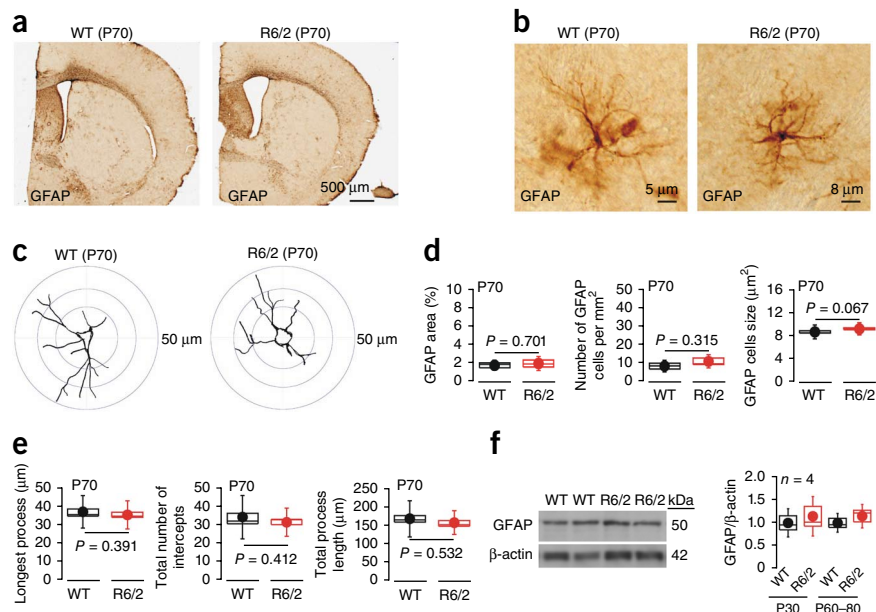 a
WT (P70)
R6/2 (P70)
GFAP
GFAP
500 μm
b
WT (P70)
R6/2 (P70)
GFAP
5 μm
GFAP
8 μm
c
WT (P70)
R6/2 (P70)
50 μm
50 μm
d
GFAP area (%)
10
8
6
4
2
0
P70
P = 0.701
WT
R6/2
Number of GFAP
cells per mm²
50
40
30
20
10
0
P70
P = 0.315
WT
R6/2
GFAP cells size (μm²)
16
12
8
4
0
P70
P = 0.067
WT
R6/2
e
Longest process (μm)
50
40
30
20
10
0
P70
P = 0.391
WT
R6/2
Total number of
intercepts
50
40
30
20
10
0
P70
P = 0.412
WT
R6/2
Total process
length (μm)
250
200
150
100
50
0
P70
P = 0.532
WT
R6/2
f
WT WT R6/2 R6/2 kDa
GFAP
50
β-actin
42
GFAP/β-actin
2.0
1.5
1.0
0.5
0
n = 4
WT
R6/2
WT
R6/2
P30
P60–80